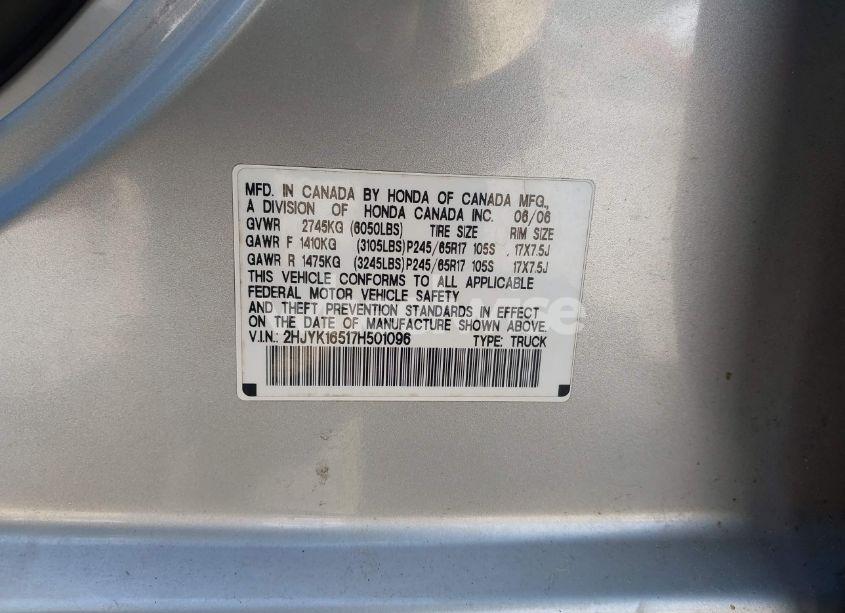 MFD. IN CANADA BY HONDA OF CANADA MFG.,
A DIVISION OF HONDA CANADA INC. 06/06
GVWR 2745KG (6050LBS) TIRE SIZE RIM SIZE
GAWR F 1410KG (3105LBS) P245/65R17 105S 17X7.5J
GAWR R 1475KG (3245LBS) P245/65R17 105S 17X7.5J
THIS VEHICLE CONFORMS TO ALL APPLICABLE
FEDERAL MOTOR VEHICLE SAFETY
AND THEFT PREVENTION STANDARDS IN EFFECT
ON THE DATE OF MANUFACTURE SHOWN ABOVE.
V.I.N.: 2HJYK16517H501096 TYPE: TRUCK